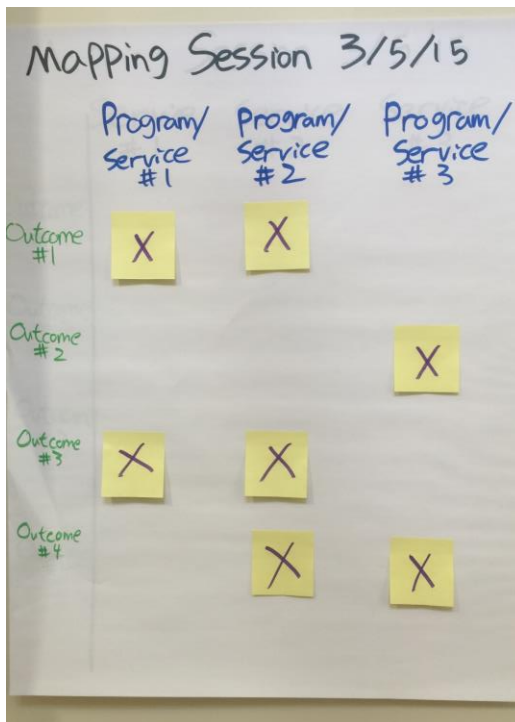 Mapping Session 3/5/15
Program/ Program/ Program/
Service Service Service
#1 #2 #3
Outcome
#1
X X
Outcome
#2
X
Outcome
#3
X X
Outcome
#4
X X